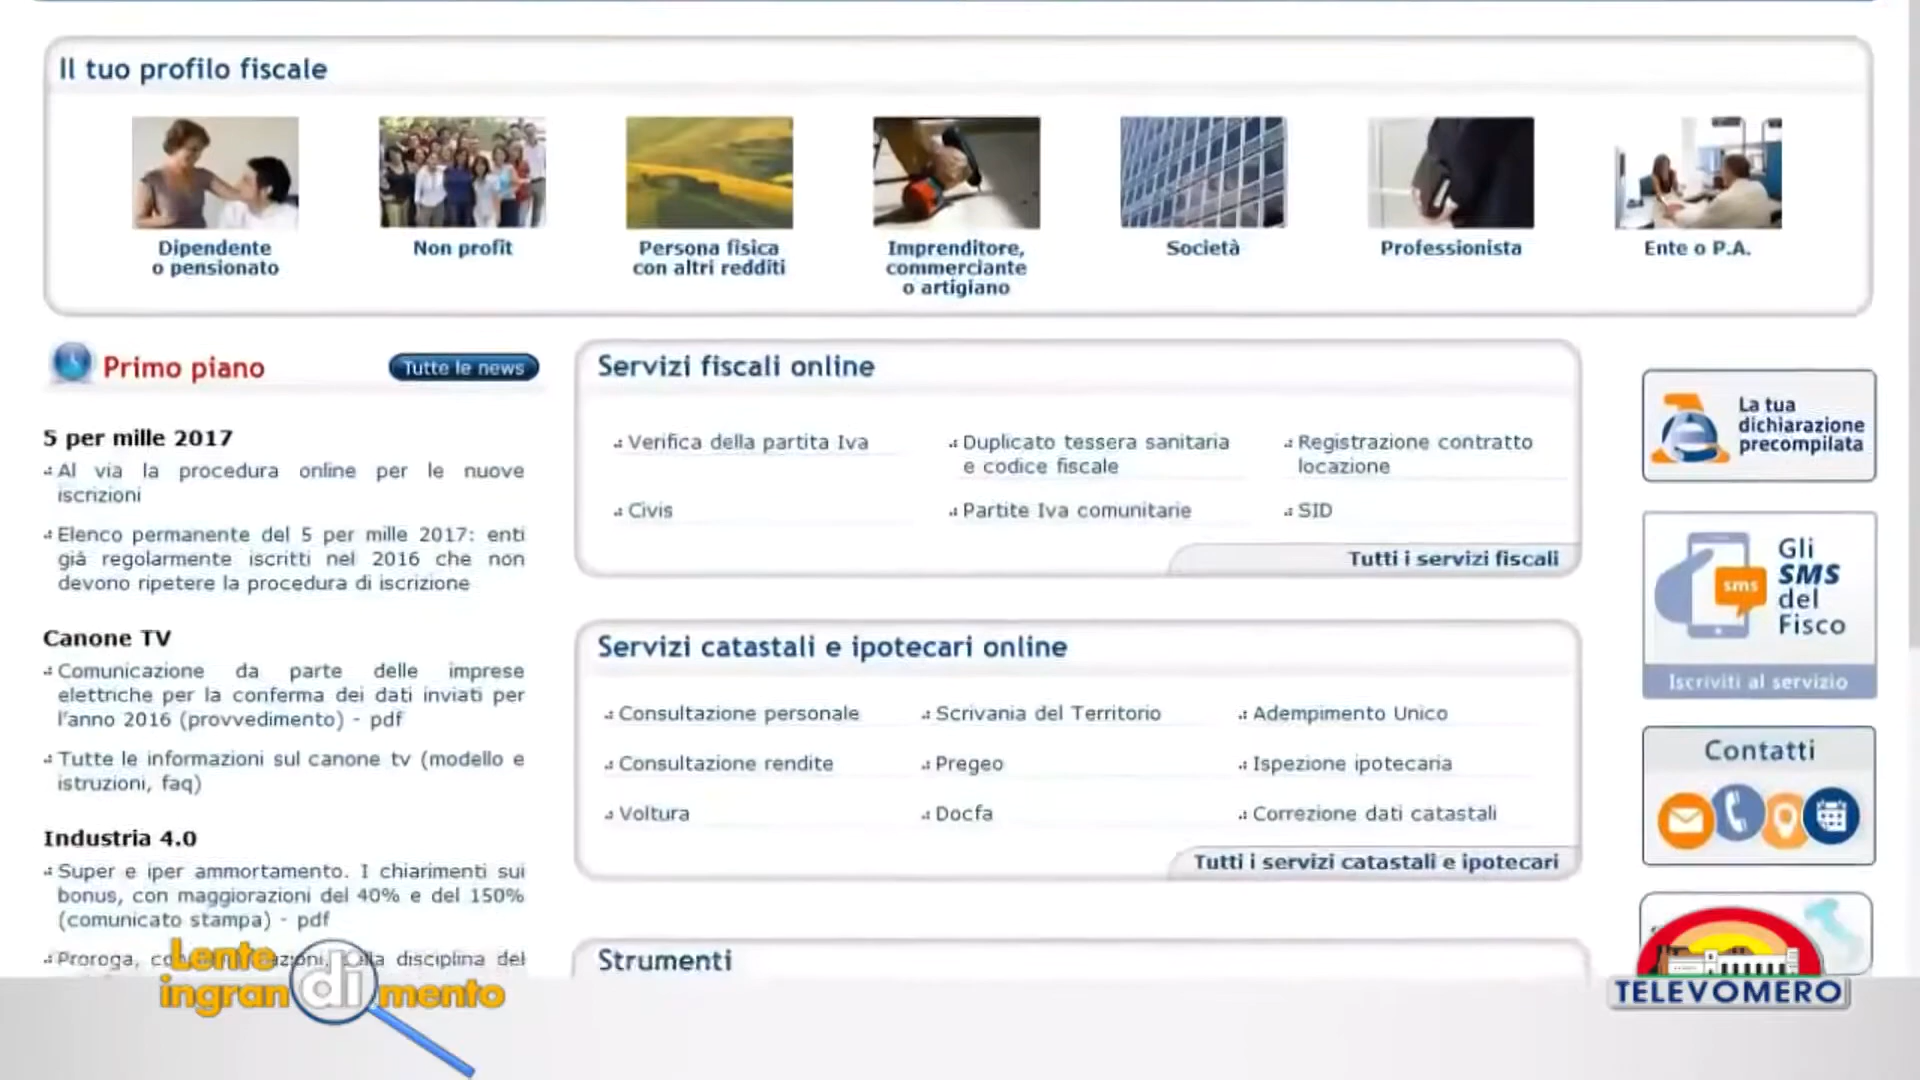 Il tuo profilo fiscale
Dipendente
o pensionato
Non profit
Persona fisica
con altri redditi
Imprenditore,
commerciante
o artigiano
Società
Professionista
Ente o P.A.
Primo piano
Tutte le news
5 per mille 2017
Al via la procedura online per le nuove
iscrizioni
Elenco permanente del 5 per mille 2017: enti
già regolarmente iscritti nel 2016 che non
devono ripetere la procedura di iscrizione
Canone TV
Comunicazione da parte delle imprese
elettriche per la conferma dei dati inviati per
l'anno 2016 (provvedimento) - pdf
Tutte le informazioni sul canone tv (modello e
istruzioni, faq)
Industria 4.0
Super e iper ammortamento. I chiarimenti sui
bonus, con maggiorazioni del 40% e del 150%
(comunicato stampa) - pdf
Proroga, disciplina del
Servizi fiscali online
Verifica della partita Iva
Duplicato tessera sanitaria
e codice fiscale
Registrazione contratto
locazione
Civis
Partite Iva comunitarie
SID
Tutti i servizi fiscali
Servizi catastali e ipotecari online
Consultazione personale
Scrivania del Territorio
Adempimento Unico
Consultazione rendite
Pregeo
Ispezione ipotecaria
Voltura
Docfa
Correzione dati catastali
Tutti i servizi catastali e ipotecari
Strumenti
La tua
dichiarazione
precompilata
sms
Gli
SMS
del
Fisco
Iscriviti al servizio
Contatti
Lente
ingrandimento
TELEVOMERO